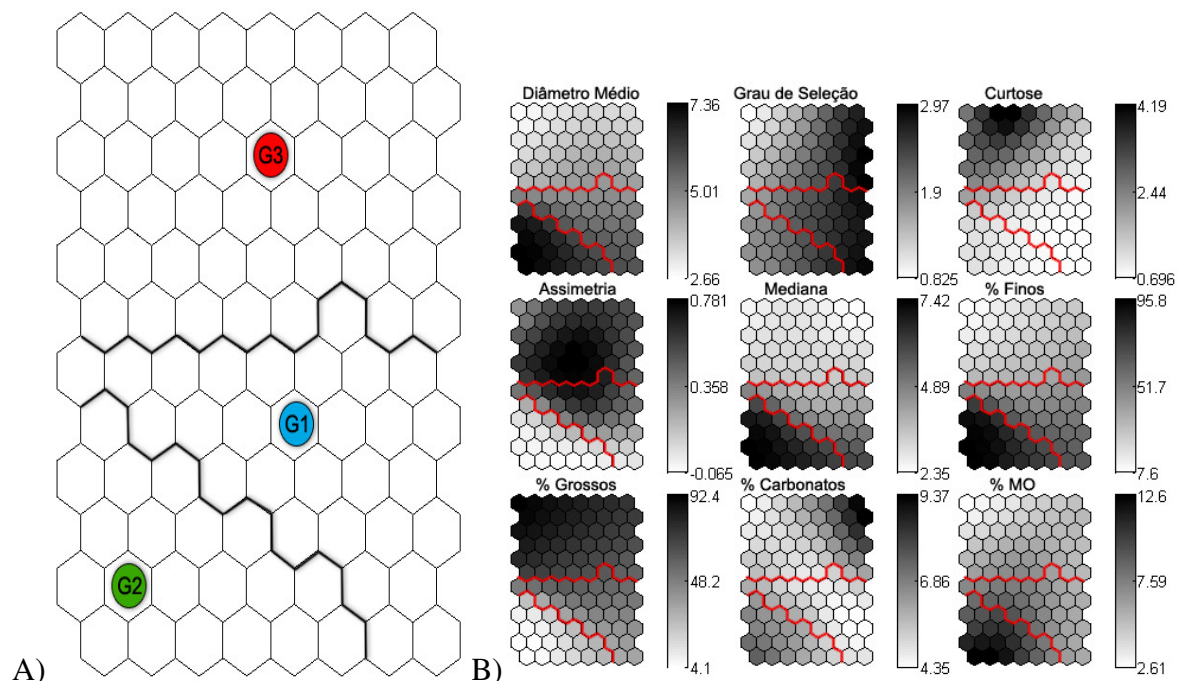 G3
G1
G2
A)
B)
Diâmetro Médio
7.36
5.01
2.66
Grau de Seleção
2.97
1.9
0.825
Curtose
4.19
2.44
0.696
Assimetria
0.781
0.358
-0.065
Mediana
7.42
4.89
2.35
% Finos
95.8
51.7
7.6
% Grossos
92.4
48.2
4.1
% Carbonatos
9.37
6.86
4.35
% MO
12.6
7.59
2.61